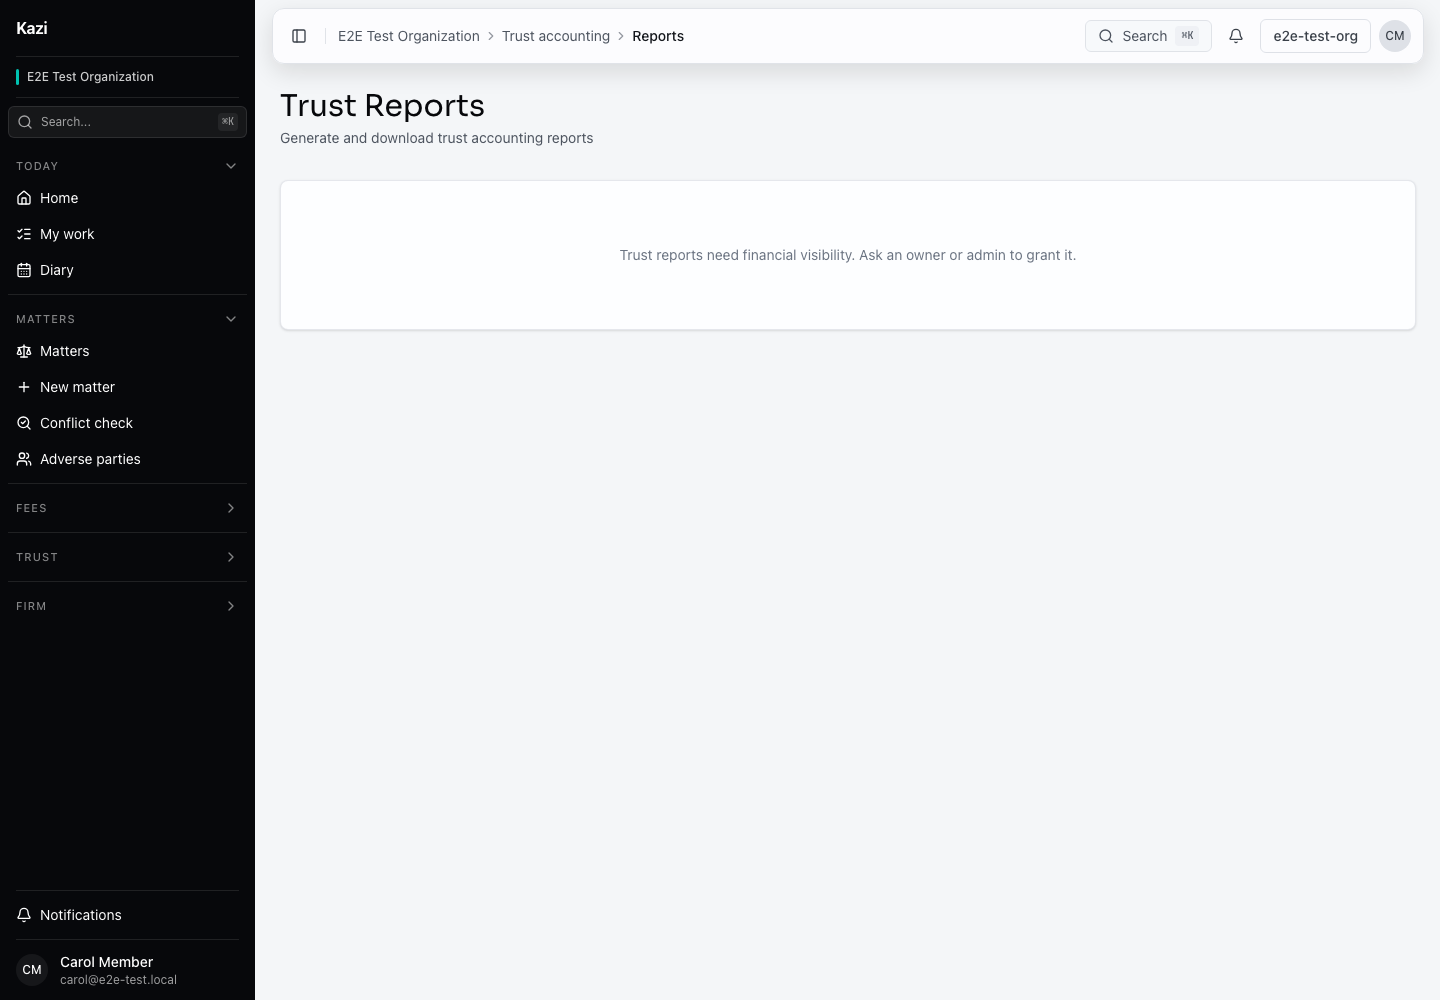 Kazi
E2E Test Organization
Search... ⌘K
TODAY
Home
My work
Diary
MATTERS
Matters
New matter
Conflict check
Adverse parties
FEES
TRUST
FIRM
Notifications
CM
Carol Member
carol@e2e-test.local
E2E Test Organization > Trust accounting > Reports
Search ⌘K
e2e-test-org
CM
Trust Reports
Generate and download trust accounting reports
Trust reports need financial visibility. Ask an owner or admin to grant it.